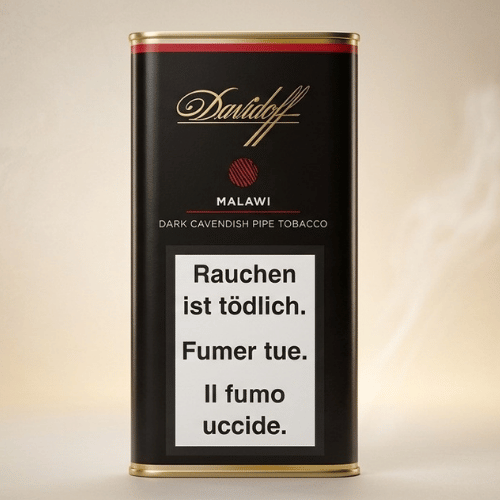 Davidoff
MALAWI
DARK CAVENDISH PIPE TOBACCO
Rauchen
ist tödlich.
Fumer tue.
Il fumo
uccide.